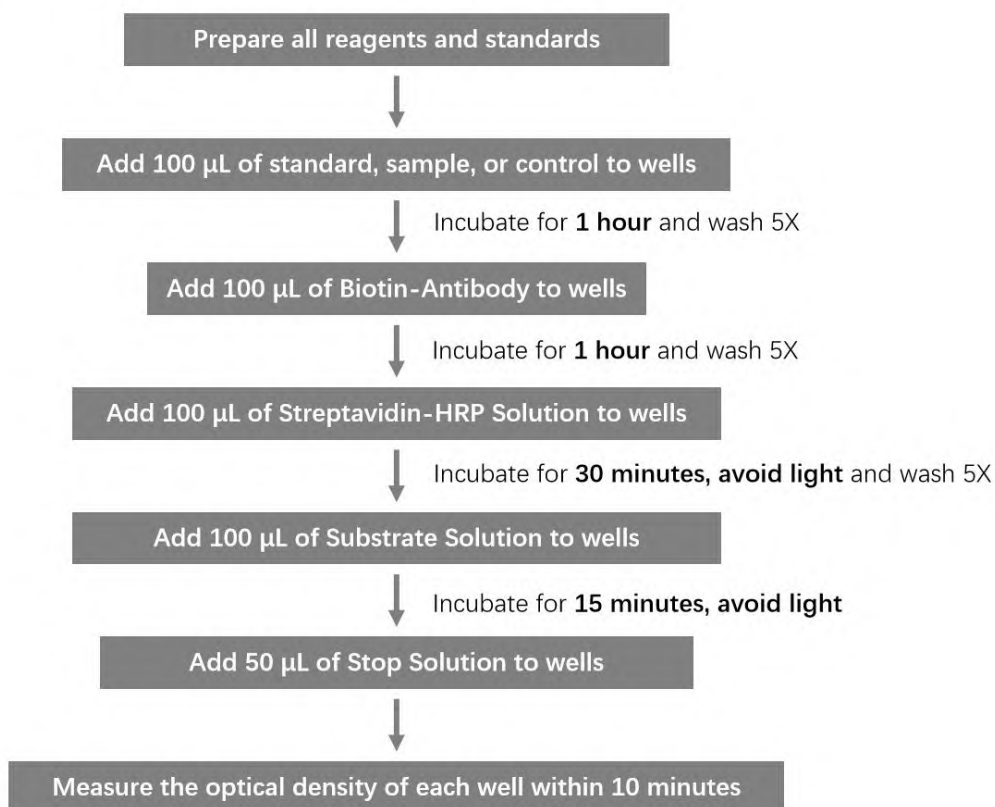 Prepare all reagents and standards
Add 100 μL of standard, sample, or control to wells
Incubate for 1 hour and wash 5X
Add 100 μL of Biotin-Antibody to wells
Incubate for 1 hour and wash 5X
Add 100 μL of Streptavidin-HRP Solution to wells
Incubate for 30 minutes, avoid light and wash 5X
Add 100 μL of Substrate Solution to wells
Incubate for 15 minutes, avoid light
Add 50 μL of Stop Solution to wells
Measure the optical density of each well within 10 minutes